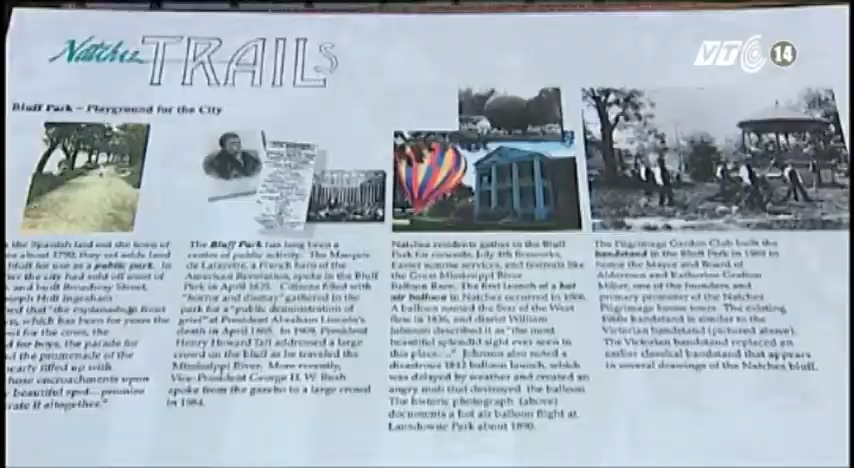 Natchez TRAILS
VTC 14
Bluff Park – Playground for the City
the Spanish laid out the town of
about 1790, they set aside land
bluff for use as a public park. In
the city had sold off most of
and built Broadway Street,
Joseph Holt Ingraham
that "the esplanade in front
which has been for years the
for the cows, the
for boys, the parade for
the promenade of the
nearly filled up with
those encroachments upon
beautiful spot... promise
it altogether."
The Bluff Park has long been a
center of public activity. The Marquis
de Lafayette, a French hero of the
American Revolution, spoke in the Bluff
Park in April 1825. Citizens filled with
"horror and dismay" gathered in the
park for a "public demonstration of
grief" at President Abraham Lincoln's
death in April 1865. In 1909, President
Henry Howard Taft addressed a large
crowd on the bluff as he traveled the
Mississippi River. More recently,
Vice-President George H. W. Bush
spoke from the gazebo to a large crowd
in 1984.
Natchez residents gather in the Bluff
Park for concerts, July 4th fireworks,
Easter sunrise services, and festivals like
the Great Mississippi River
Balloon Race. The first launch of a hot
air balloon in Natchez occurred in
A balloon named the Star of the West
flew in 1836, and diarist William
Johnson described it as "the most
beautiful splendid sight ever seen in
this place...." Johnson also noted a
disastrous 1842 balloon launch, which
was delayed by weather and created an
angry mob that destroyed the balloon.
The historic photograph (above)
documents a hot air balloon flight at
Lansdowne Park about 1890.
The Pilgrimage Garden Club built the
bandstand in the Bluff Park in
honor the Mayor and Board of
Aldermen and Katherine Grafton
Miller, one of the founders and
primary promoter of the Natchez
Pilgrimage house tours. The existing
bandstand is similar to the
Victorian bandstand (pictured above).
The Victorian bandstand replaced an
earlier classical bandstand that appears
in several drawings of the Natchez bluff.